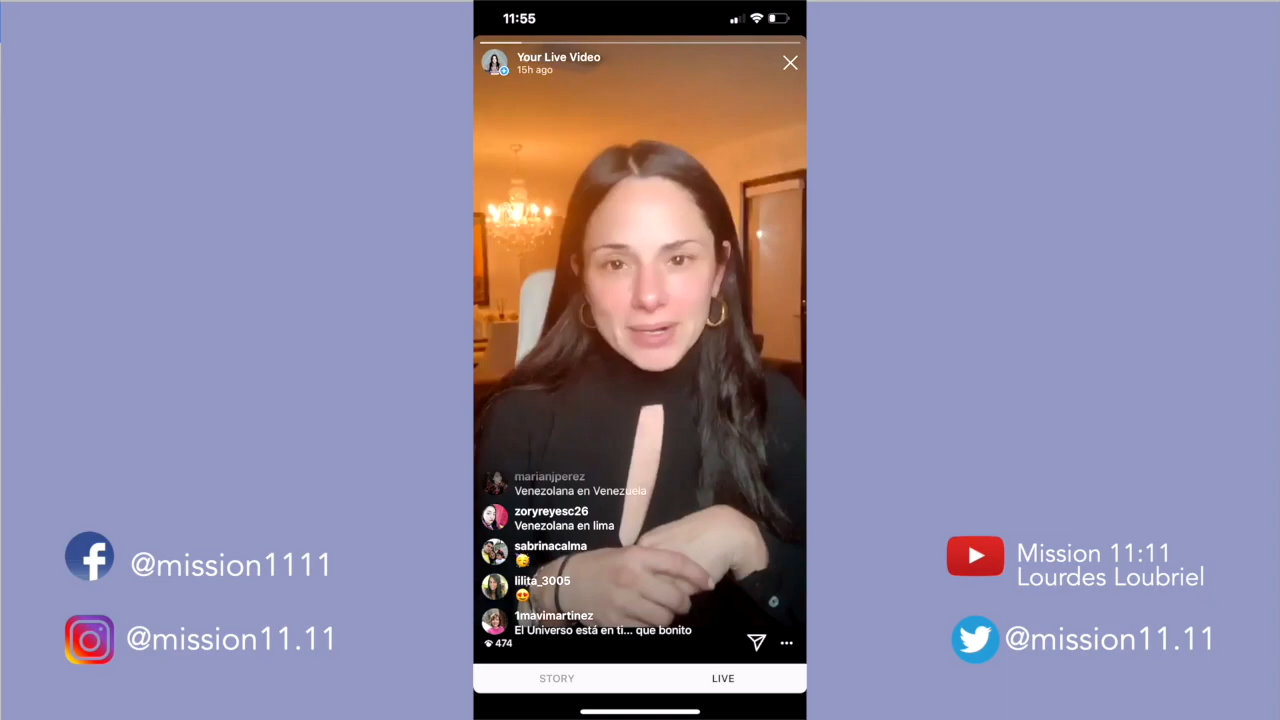 11:55
Your Live Video
15h ago
marianjperez
Venezolana en Venezuela
zoryreyesc26
Venezolana en lima
sabrinacalma
lilita_3005
1mavimartinez
El Universo está en ti... que bonito
474
STORY
LIVE
@mission1111
@mission11.11
Mission 11:11
Lourdes Loubriel
@mission11.11